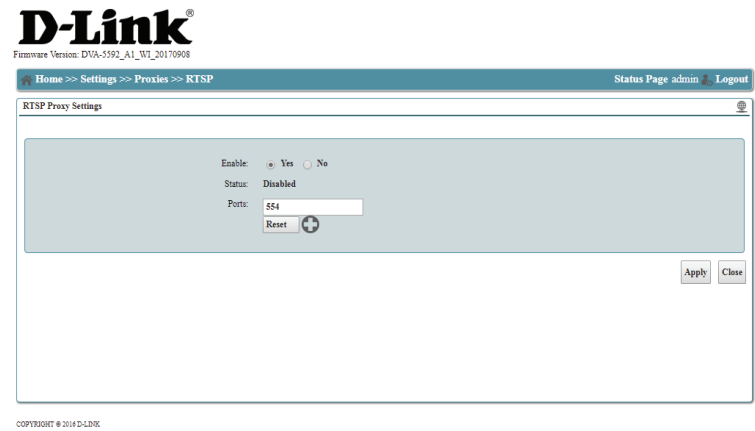 D-Link®
Firmware Version: DVA-5592_A1_WI_20170908
Home >> Settings >> Proxies >> RTSP Status Page admin Logout
RTSP Proxy Settings
Enable: Yes No
Status: Disabled
Ports: 554
Reset
Apply Close
COPYRIGHT © 2016 D-LINK